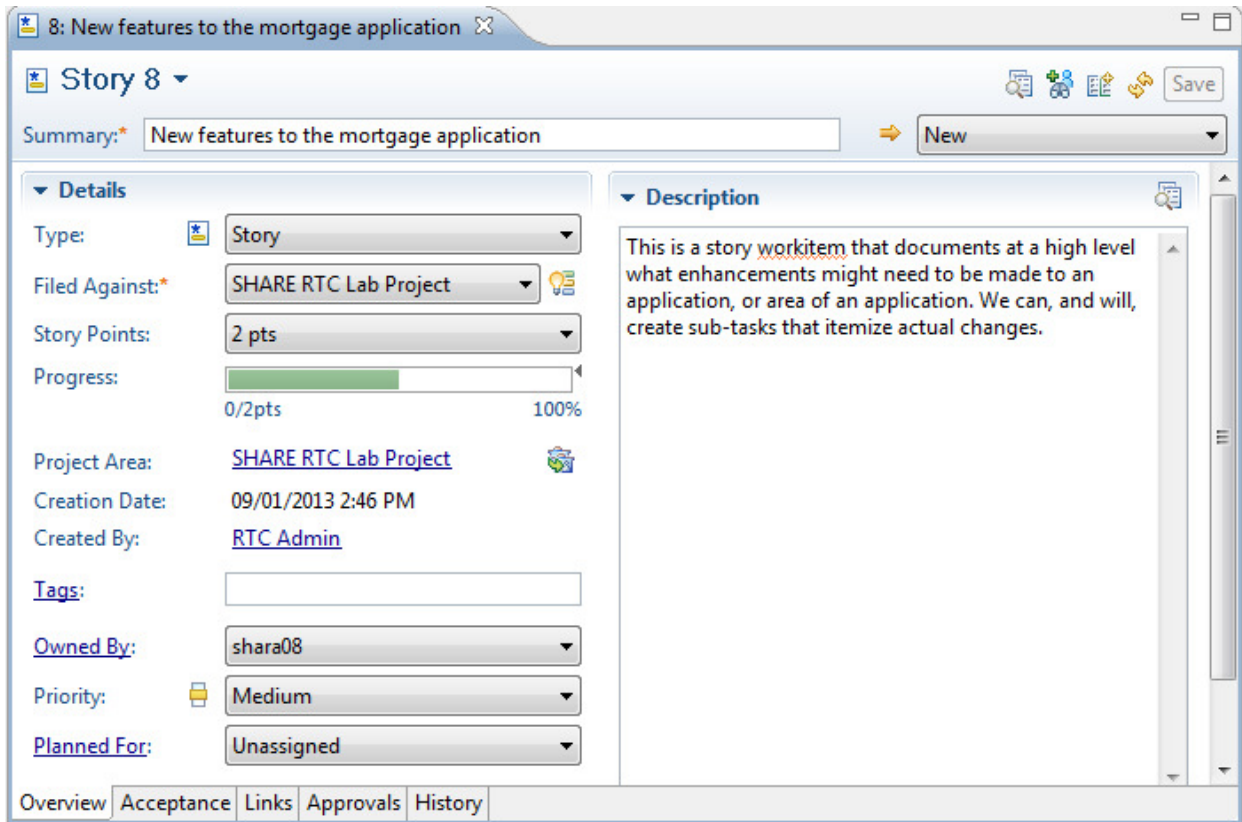 8: New features to the mortgage application
Story 8
Save
Summary:* New features to the mortgage application New
Details
Type: Story
Filed Against:* SHARE RTC Lab Project
Story Points: 2 pts
Progress:
0/2pts 100%
Project Area: SHARE RTC Lab Project
Creation Date: 09/01/2013 2:46 PM
Created By: RTC Admin
Tags:
Owned By: shara08
Priority: Medium
Planned For: Unassigned
Description
This is a story workitem that documents at a high level
what enhancements might need to be made to an
application, or area of an application. We can, and will,
create sub-tasks that itemize actual changes.
Overview Acceptance Links Approvals History